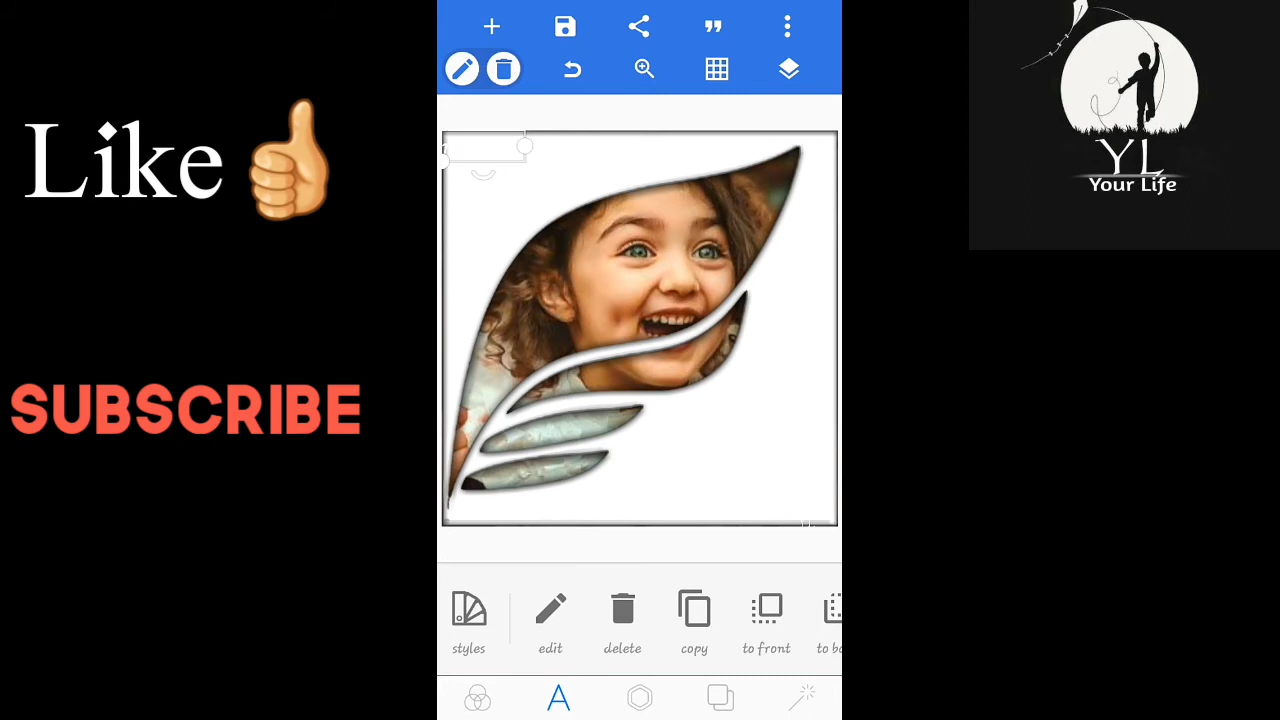 Like
SUBSCRIBE
YL
Your Life
styles
edit
delete
copy
to front